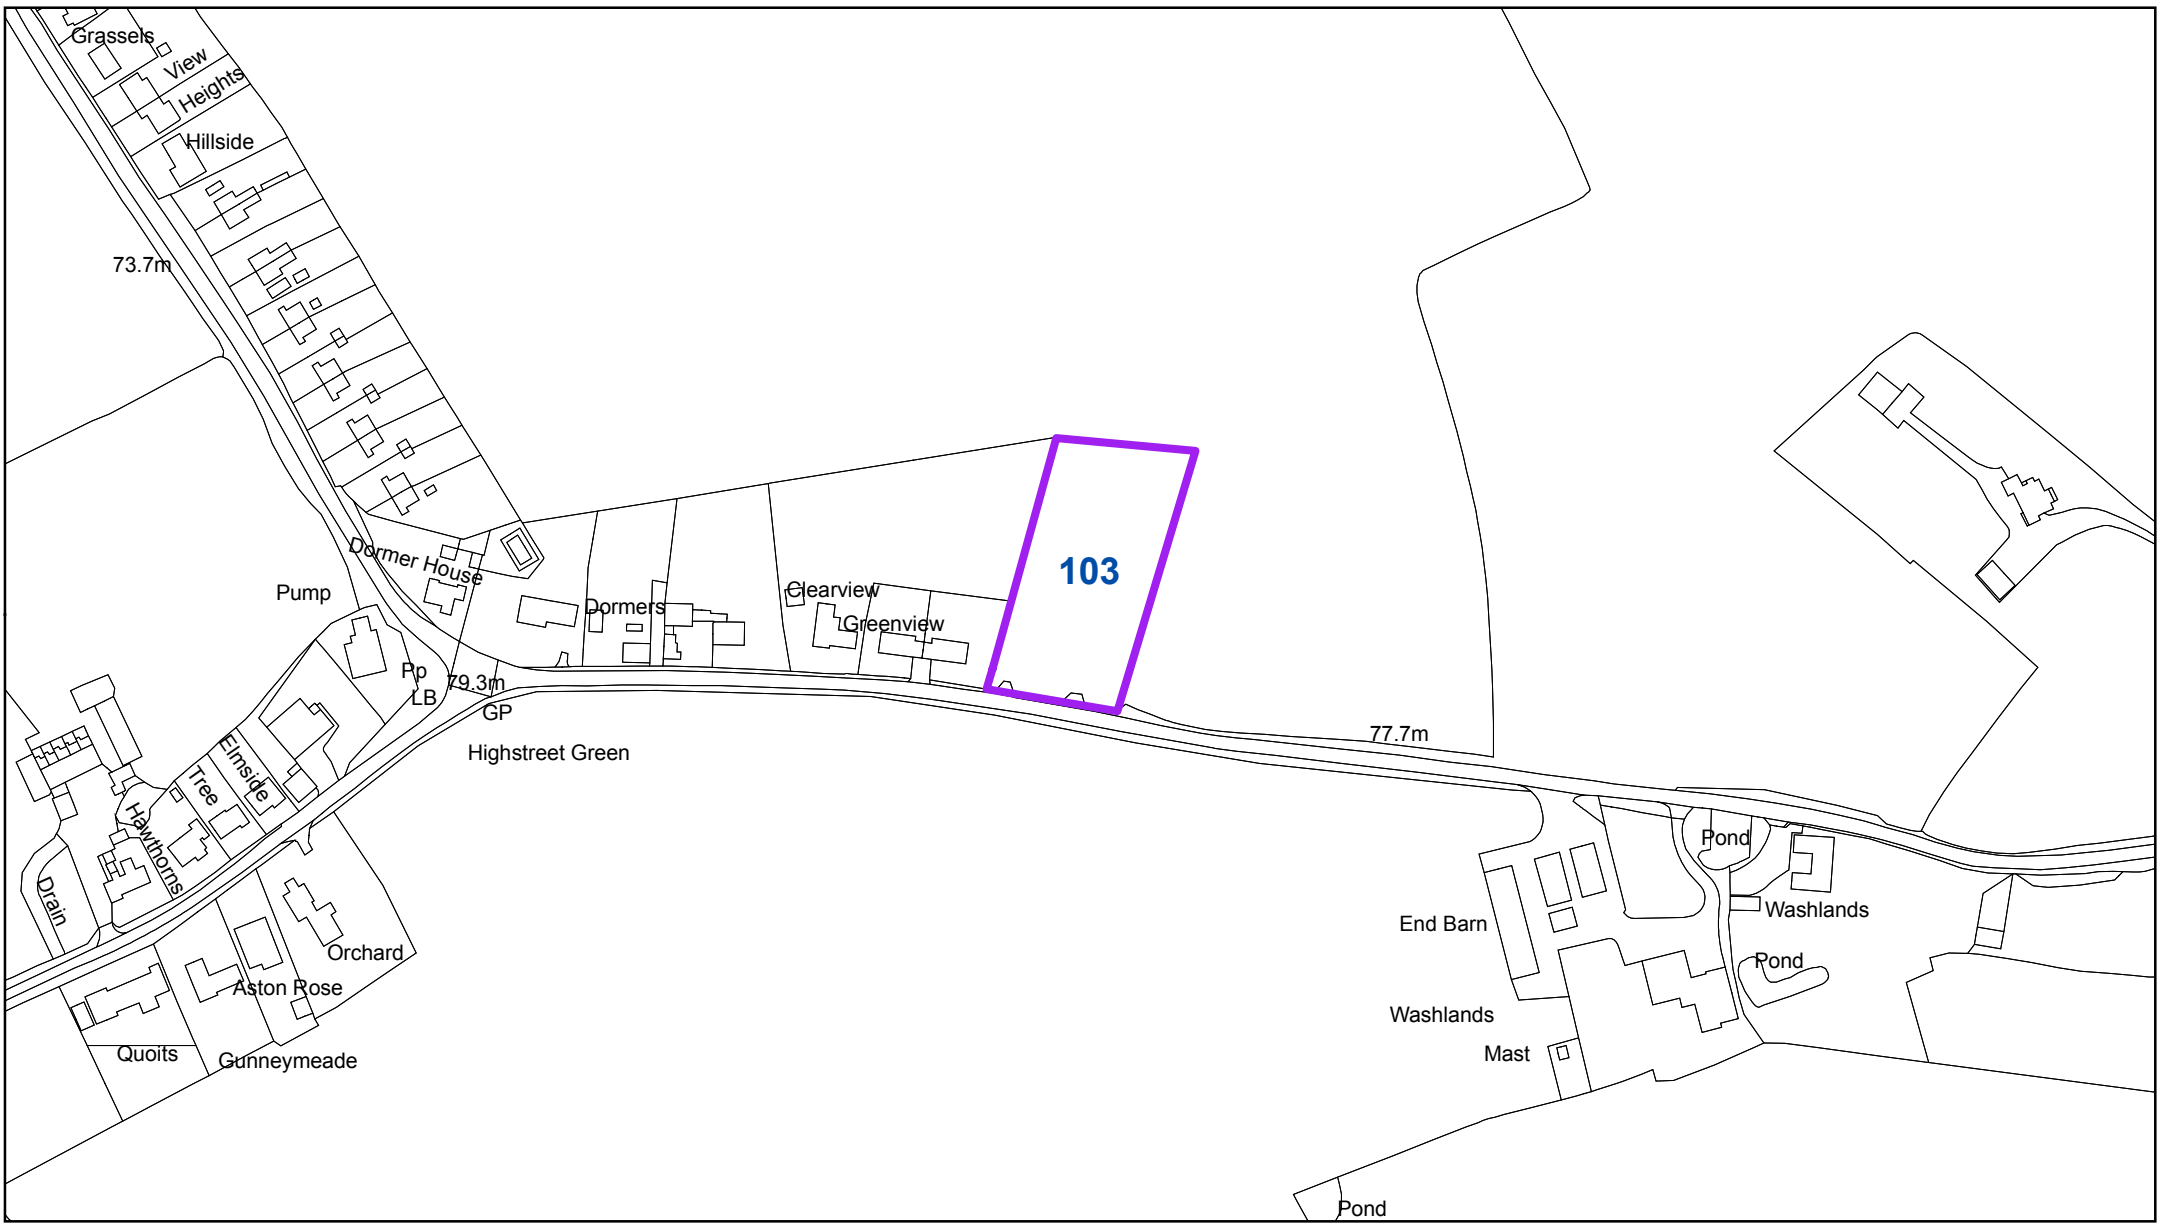 Grassels
View
Heights
Hillside
73.7m
Dormer House
Pump
Dormers
Clearview
Greenview
103
Pp
LB
79.3m
GP
Highstreet Green
77.7m
Elmside
Tree
Hawthorns
Drain
Orchard
Aston Rose
Quoits
Gunneymeade
Pond
Washlands
End Barn
Pond
Washlands
Mast
Pond